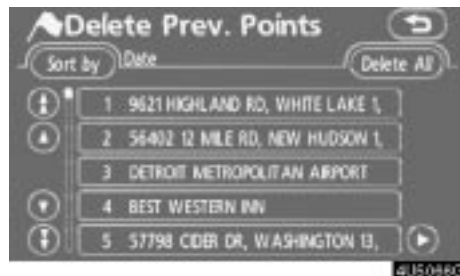 Delete Prev. Points
Sort by Date Delete All
1 9621 HIGHLAND RD, WHITE LAKE 1,
2 56402 12 MILE RD, NEW HUDSON 1,
3 DETROIT METROPOLITAN AIRPORT
4 BEST WESTERN INN
5 57798 CIDER DR, WASHINGTON 13,